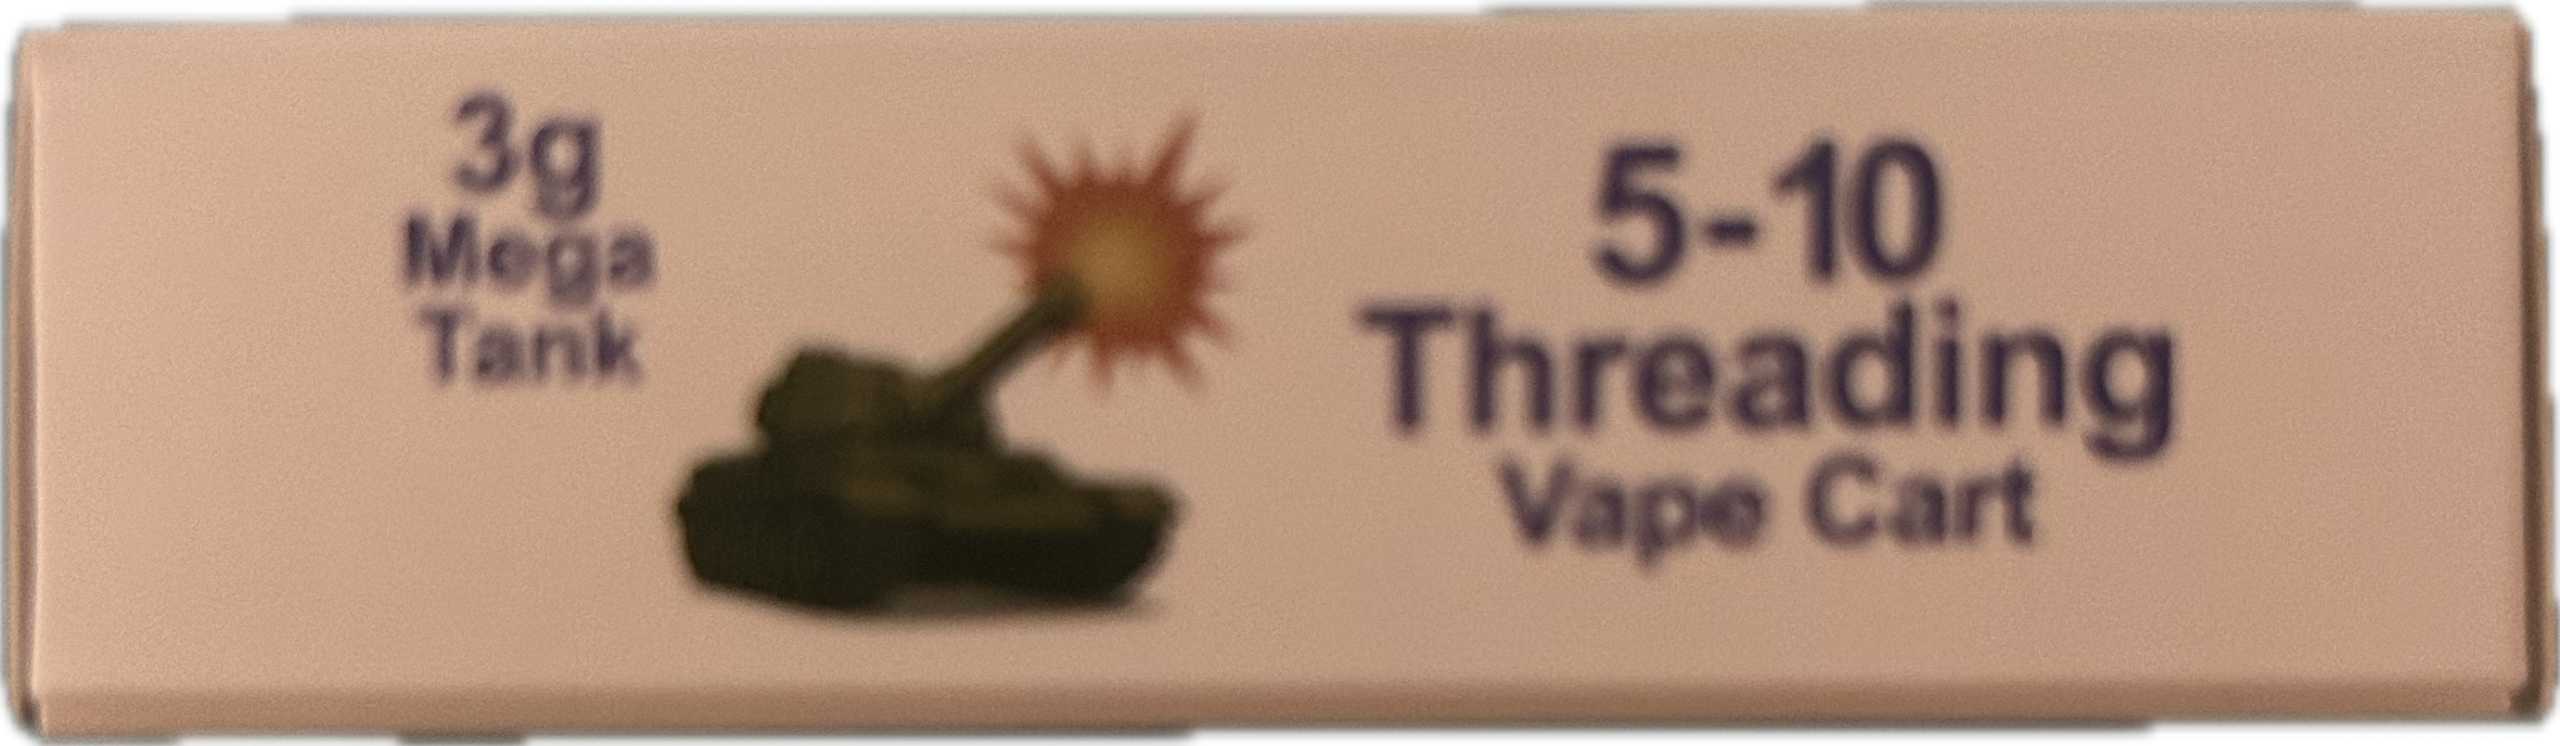 3g
Mega
Tank
5-10
Threading
Vape Cart